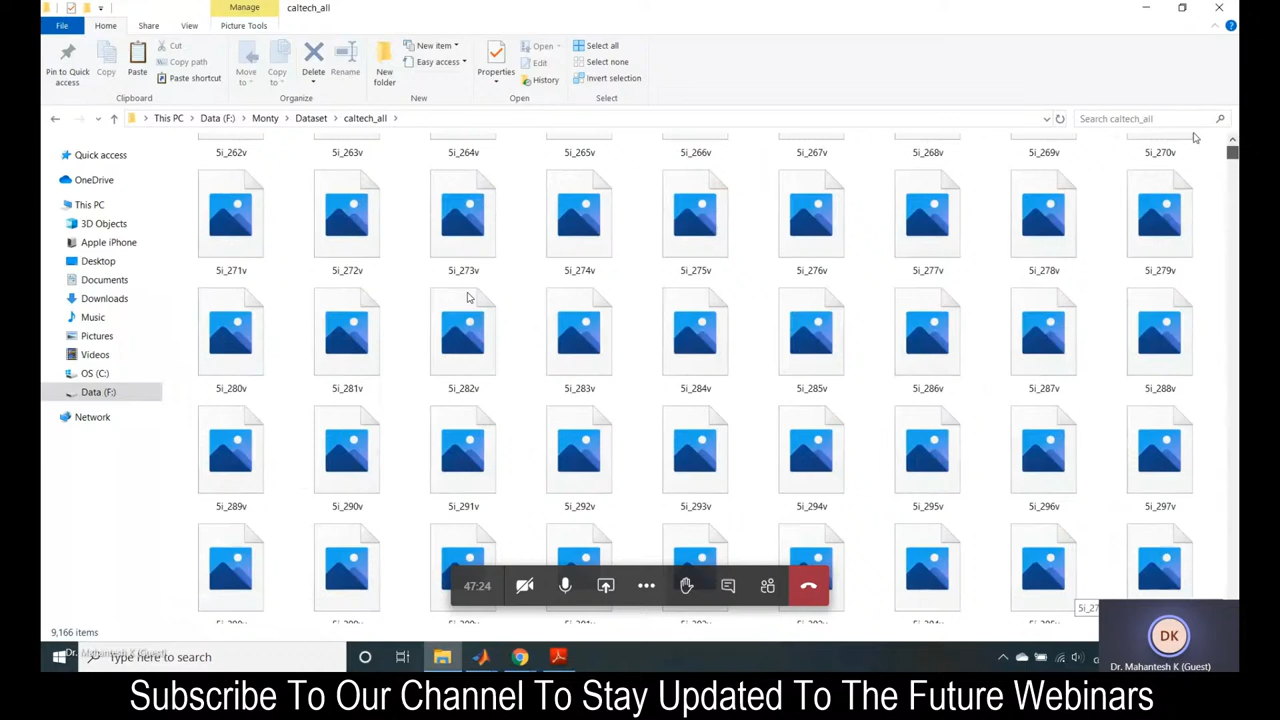 Manage
caltech_all
File
Home
Share
View
Picture Tools
Pin to Quick access
Copy
Paste
Cut
Copy path
Paste shortcut
Clipboard
Move to
Copy to
Delete
Rename
Organize
New folder
New item
Easy access
New
Properties
Open
Edit
History
Open
Select all
Select none
Invert selection
Select
This PC
Data (F:)
Monty
Dataset
caltech_all
Search caltech_all
Quick access
OneDrive
This PC
3D Objects
Apple iPhone
Desktop
Documents
Downloads
Music
Pictures
Videos
OS (C:)
Data (F:)
Network
5i_262v 5i_263v 5i_264v 5i_265v 5i_266v 5i_267v 5i_268v 5i_269v 5i_270v
5i_271v 5i_272v 5i_273v 5i_274v 5i_275v 5i_276v 5i_277v 5i_278v 5i_279v
5i_280v 5i_281v 5i_282v 5i_283v 5i_284v 5i_285v 5i_286v 5i_287v 5i_288v
5i_289v 5i_290v 5i_291v 5i_292v 5i_293v 5i_294v 5i_295v 5i_296v 5i_297v
47:24
9,166 items
Dr. Mahantesh K (Guest)
Type here to search
DK
Dr. Mahantesh K (Guest)
Subscribe To Our Channel To Stay Updated To The Future Webinars